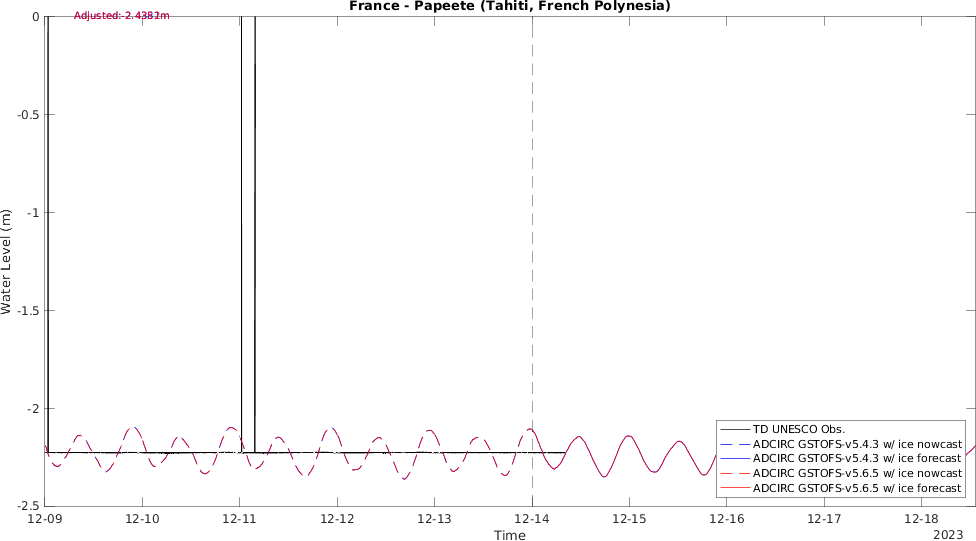 France - Papeete (Tahiti, French Polynesia)
Adjusted:
0
-0.5
-1
-1.5
-2
-2.5
Water Level (m)
TD UNESCO Obs.
ADCIRC GSTOFS-v5.4.3 w/ ice nowcast
ADCIRC GSTOFS-v5.4.3 w/ ice forecast
ADCIRC GSTOFS-v5.6.5 w/ ice nowcast
ADCIRC GSTOFS-v5.6.5 w/ ice forecast
12-09 12-10 12-11 12-12 12-13 12-14 12-15 12-16 12-17 12-18
Time
2023